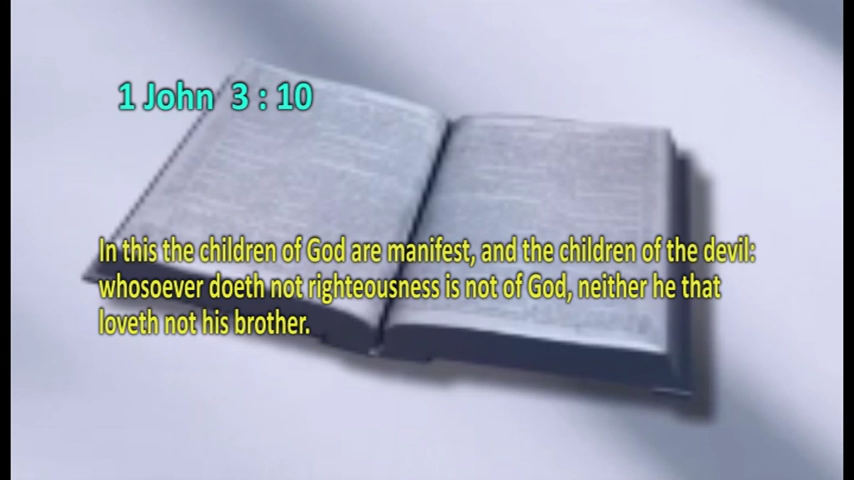 1 John 3 : 10
In this the children of God are manifest, and the children of the devil:
whosoever doeth not righteousness is not of God, neither he that
loveth not his brother.